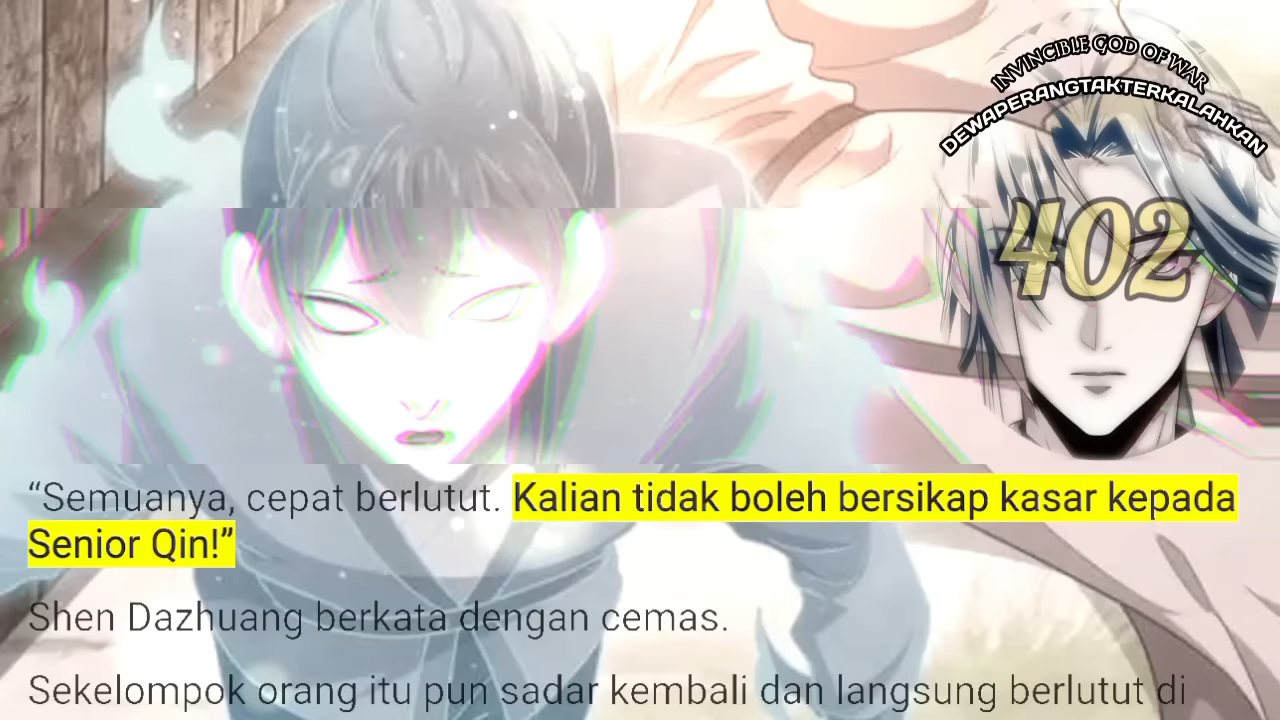 INVINCIBLE GOD OF WAR
DEWAPERANGTAKTERKALAHKAN
402
“Semuanya, cepat berlutut. Kalian tidak boleh bersikap kasar kepada
Senior Qin!”
Shen Dazhuang berkata dengan cemas.
Sekelompok orang itu pun sadar kembali dan langsung berlutut di